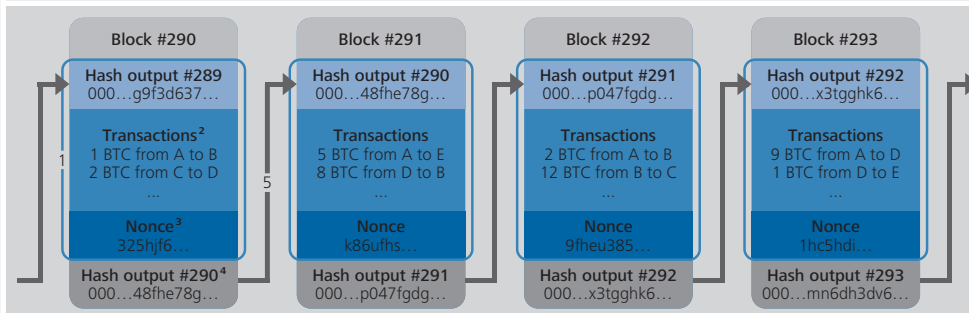 Block #290
Hash output #289
000…g9f3d637…
Transactions²
1 BTC from A to B
2 BTC from C to D
…
Nonce³
325hjf6…
Hash output #290⁴
000…48fhe78g…
1
5
Block #291
Hash output #290
000…48fhe78g…
Transactions
5 BTC from A to E
8 BTC from D to B
…
Nonce
k86ufhs…
Hash output #291
000…p047fgdg…
Block #292
Hash output #291
000…p047fgdg…
Transactions
2 BTC from A to B
12 BTC from B to C
…
Nonce
9fheu385…
Hash output #292
000…x3tgghk6…
Block #293
Hash output #292
000…x3tgghk6…
Transactions
9 BTC from A to D
1 BTC from D to E
…
Nonce
1hc5hdi…
Hash output #293
000…mn6dh3dv6…